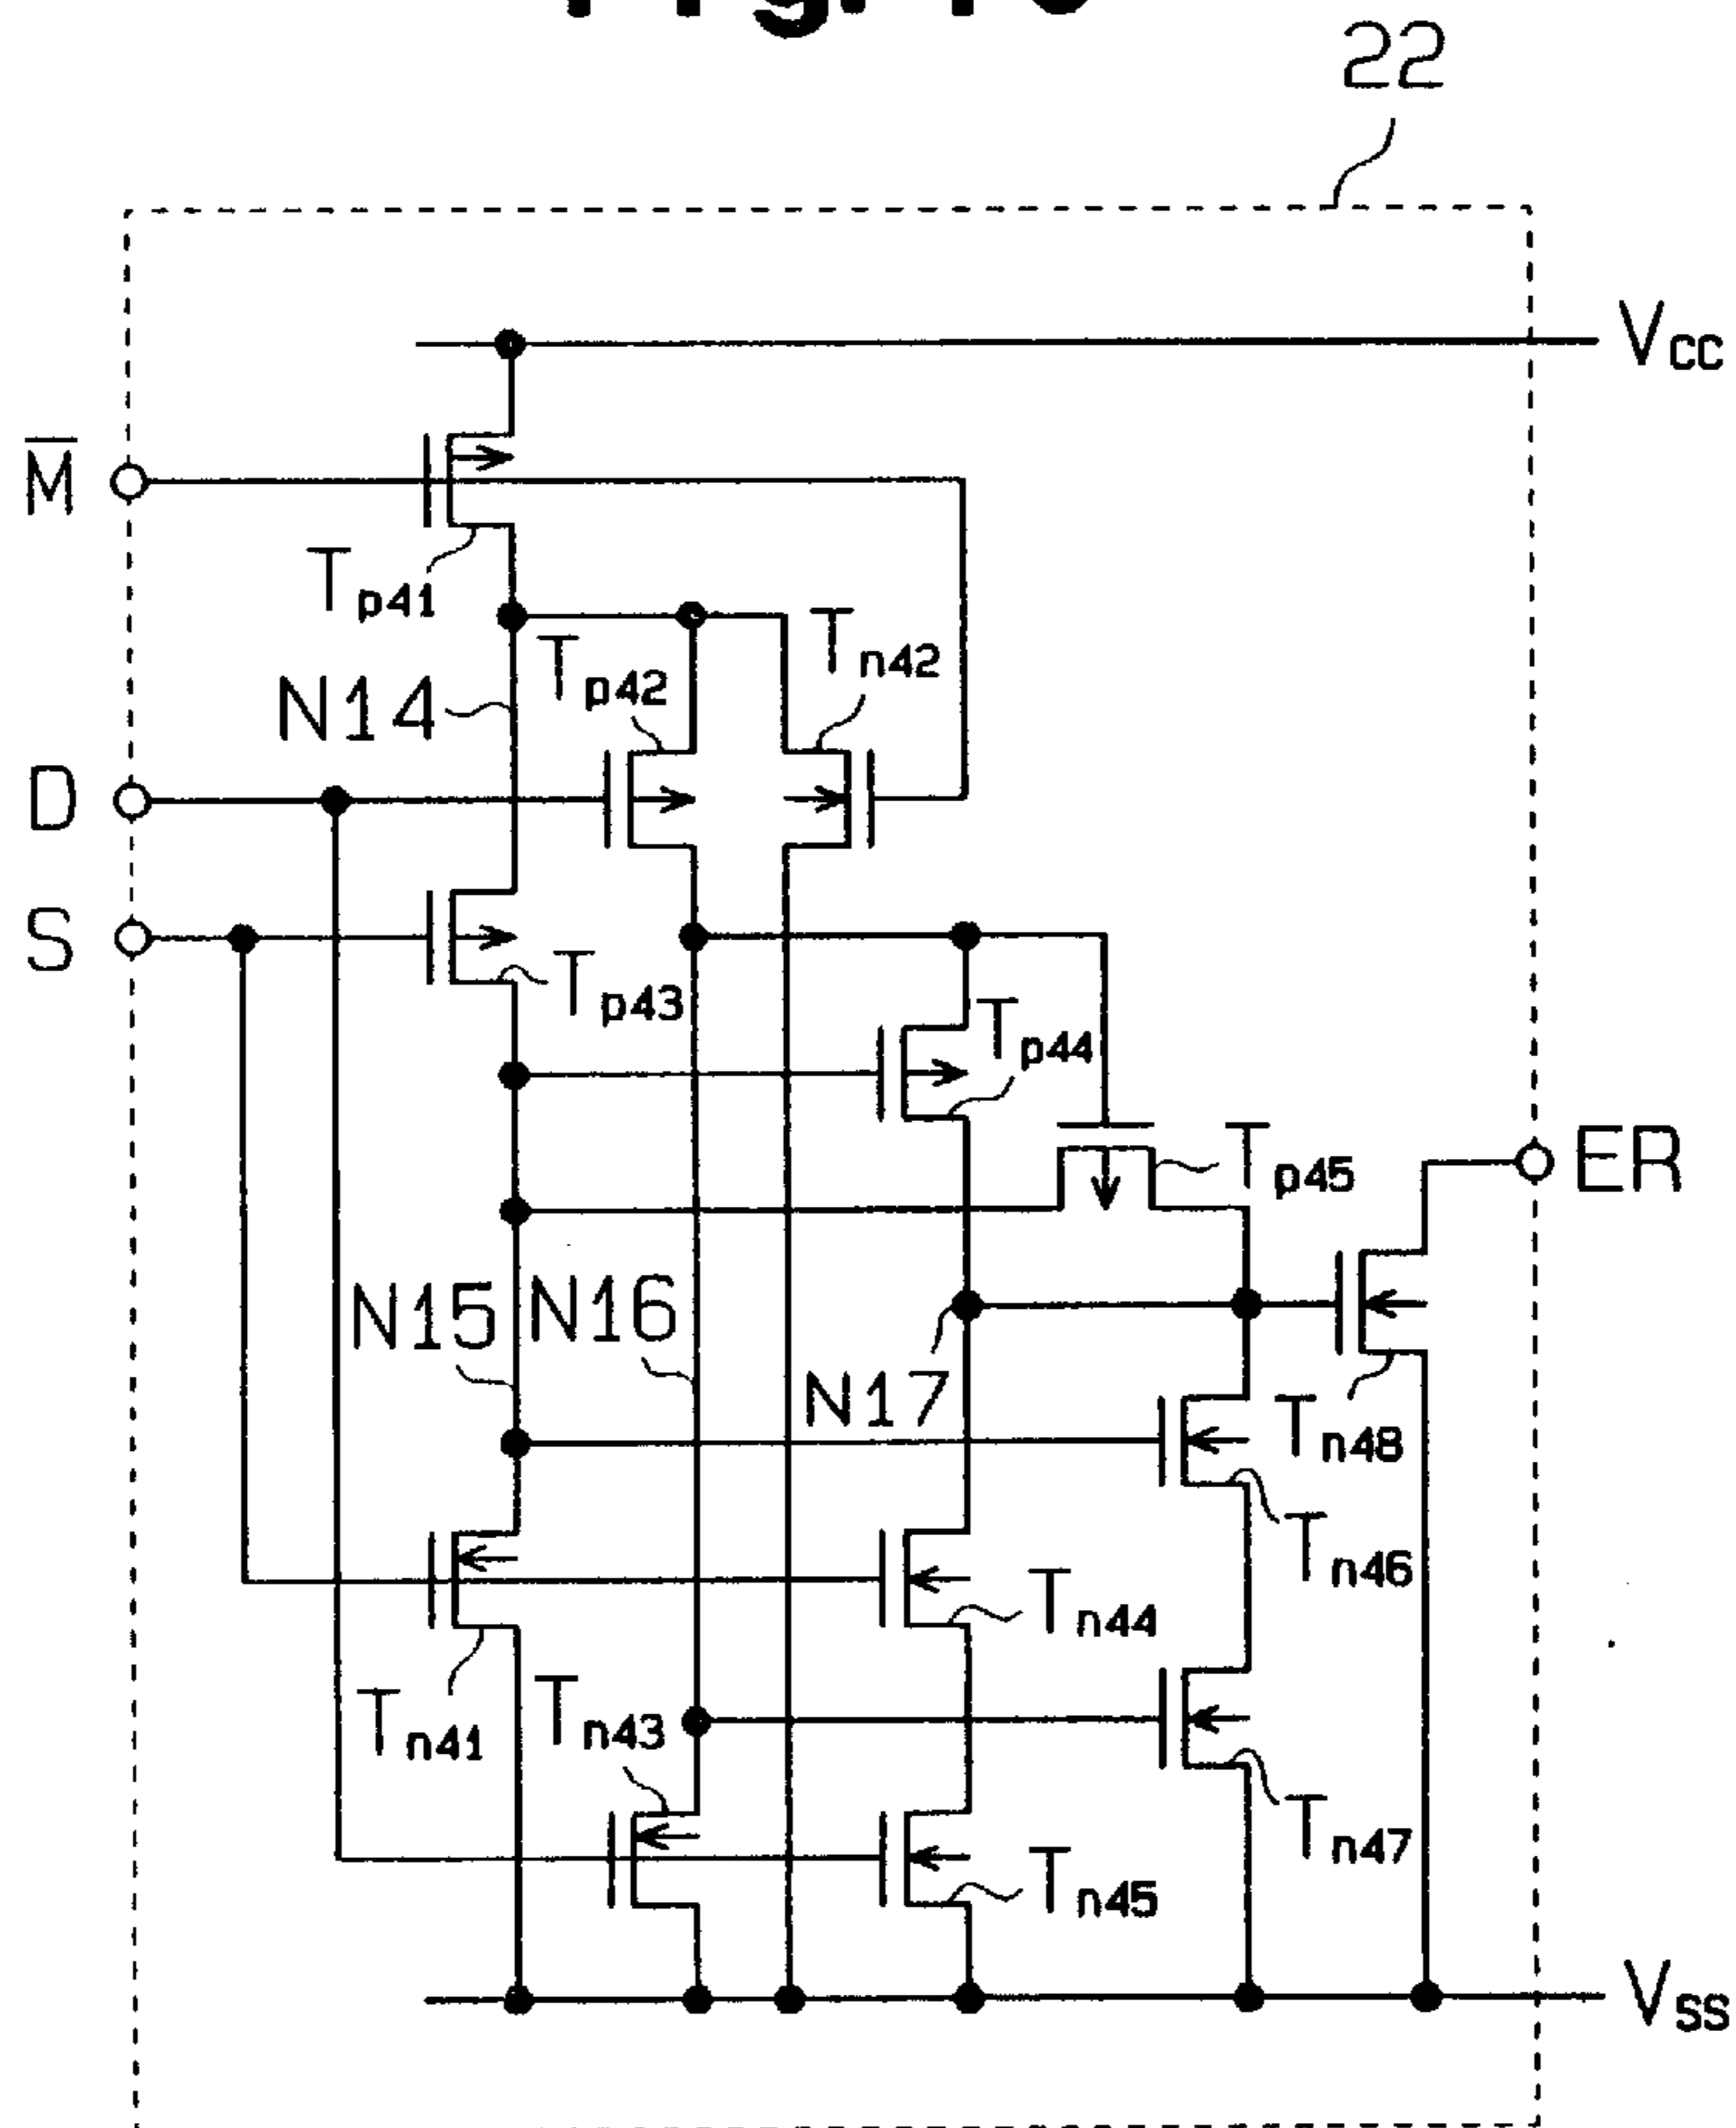 22
Vcc
M̅
Tp41
Tp42
Tn42
N14
D
S
Tp43
Tp44
Tp45
ER
N15
N16
N17
Tn48
Tn46
Tn44
Tn41
Tn43
Tn47
Tn45
Vss